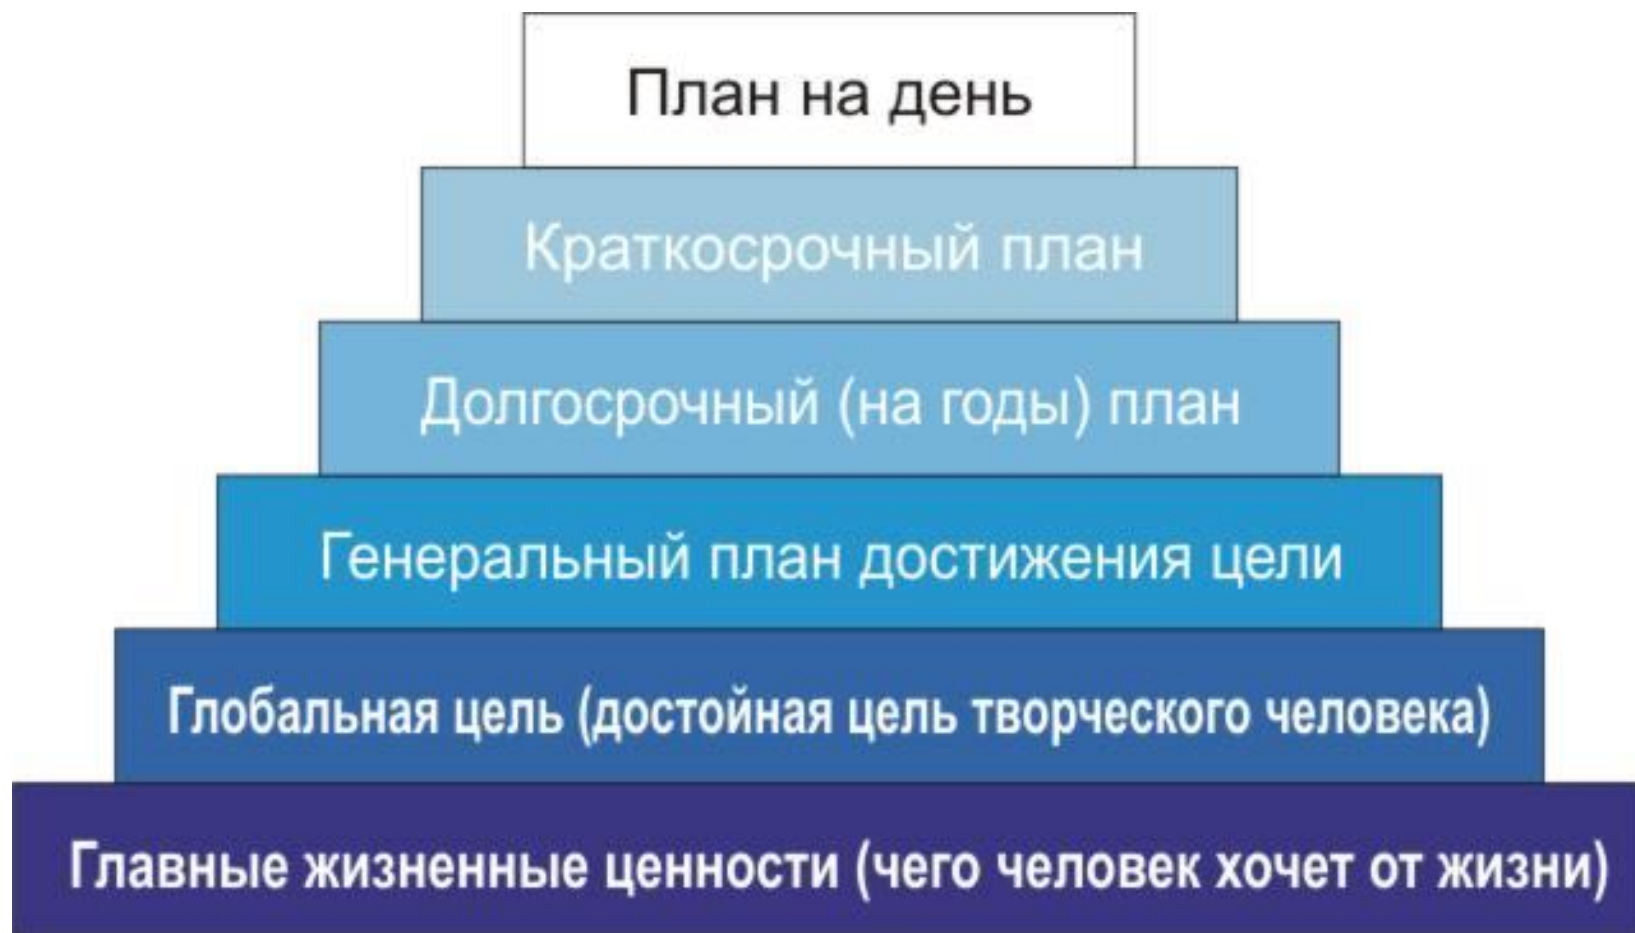 План на день
Краткосрочный план
Долгосрочный (на годы) план
Генеральный план достижения цели
Глобальная цель (достойная цель творческого человека)
Главные жизненные ценности (чего человек хочет от жизни)